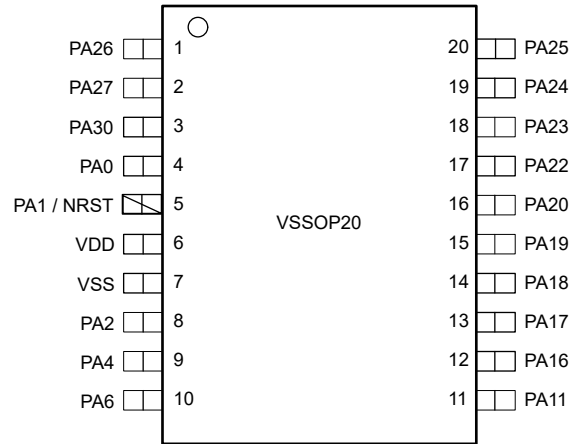 PA26 1 20 PA25
PA27 2 19 PA24
PA30 3 18 PA23
PA0 4 17 PA22
PA1 / NRST 5 16 PA20
VSSOP20
VDD 6 15 PA19
VSS 7 14 PA18
PA2 8 13 PA17
PA4 9 12 PA16
PA6 10 11 PA11